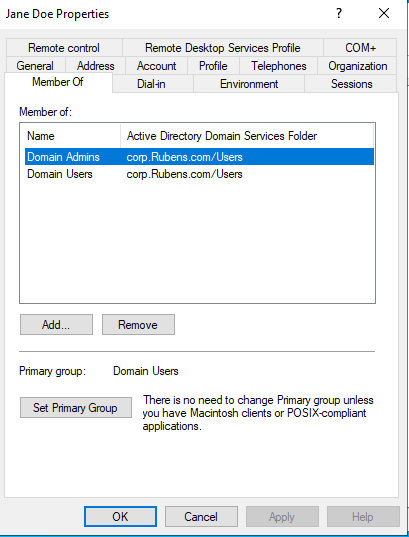 Jane Doe Properties
?
Remote control Remote Desktop Services Profile COM+
General Address Account Profile Telephones Organization
Member Of Dial-in Environment Sessions
Member of:
Name Active Directory Domain Services Folder
Domain Admins corp.Rubens.com/Users
Domain Users corp.Rubens.com/Users
Add... Remove
Primary group: Domain Users
Set Primary Group
There is no need to change Primary group unless
you have Macintosh clients or POSIX-compliant
applications.
OK Cancel Apply Help